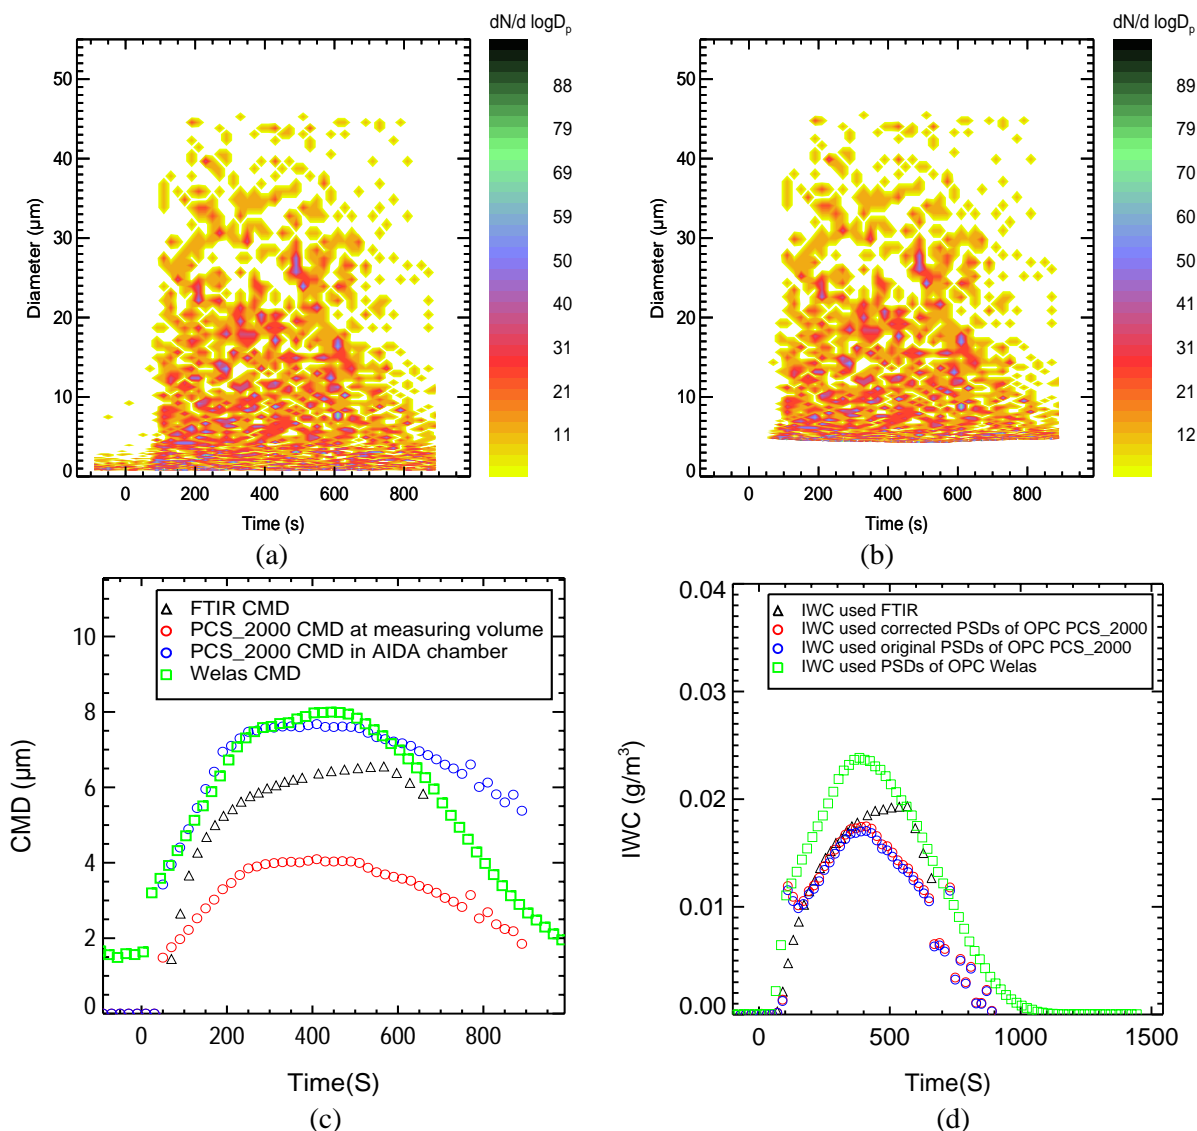 dN/d logDp
dN/d logDp
50
40
30
20
10
0
Diameter (µm)
0 200 400 600 800
Time (s)
88
79
69
59
50
40
31
21
11
50
40
30
20
10
0
Diameter (µm)
0 200 400 600 800
Time (s)
88
79
70
60
50
40
31
21
12
(a)
(b)
FTIR CMD
PCS_2000 CMD at measuring volume
PCS_2000 CMD in AIDA chamber
Welas CMD
10
8
6
4
2
0
CMD (µm)
0 200 400 600 800
Time(S)
(c)
IWC used FTIR
IWC used corrected PSDs of OPC PCS_2000
IWC used original PSDs of OPC PCS_2000
IWC used PSDs of OPC Welas
0.04
0.03
0.02
0.01
0.00
IWC (g/m³)
0 500 1000 1500
Time(S)
(d)